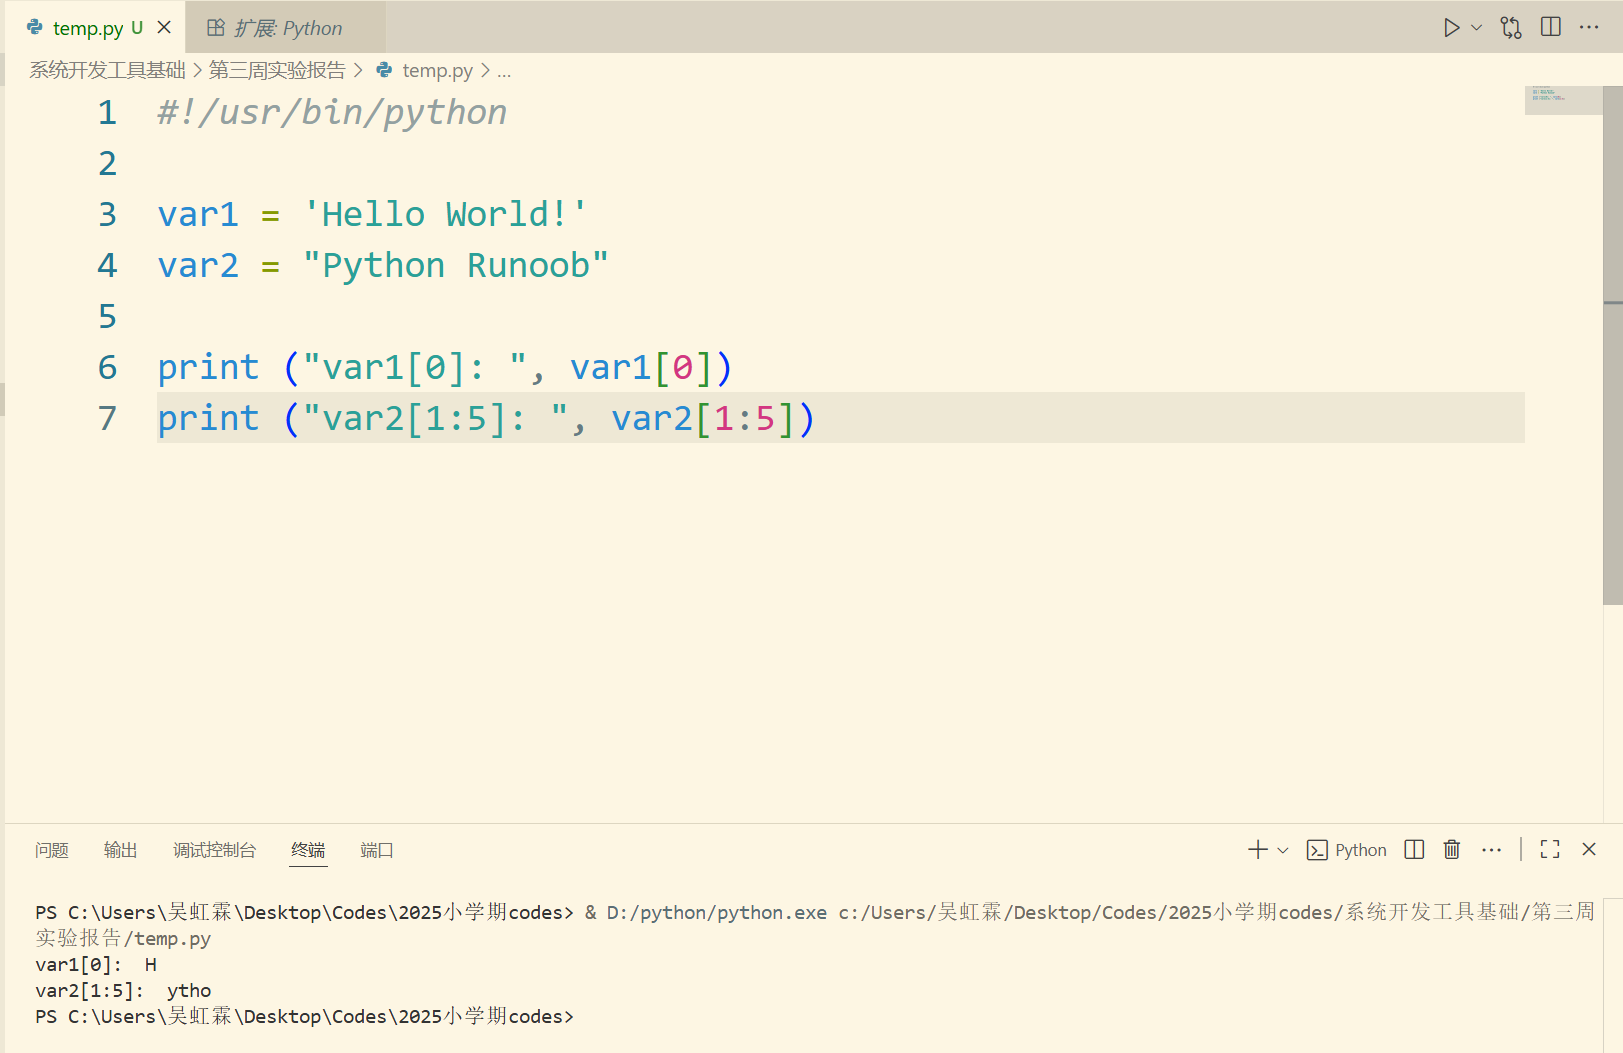 temp.py U
扩展: Python
系统开发工具基础 > 第三周实验报告 > temp.py > ...
1 #!/usr/bin/python
2
3 var1 = 'Hello World!'
4 var2 = "Python Runoob"
5
6 print ("var1[0]: ", var1[0])
7 print ("var2[1:5]: ", var2[1:5])
问题 输出 调试控制台 终端 端口
Python
PS C:\Users\吴虹霖\Desktop\Codes\2025小学期codes> & D:/python/python.exe c:/Users/吴虹霖/Desktop/Codes/2025小学期codes/系统开发工具基础/第三周
实验报告/temp.py
var1[0]:  H
var2[1:5]:  ytho
PS C:\Users\吴虹霖\Desktop\Codes\2025小学期codes>